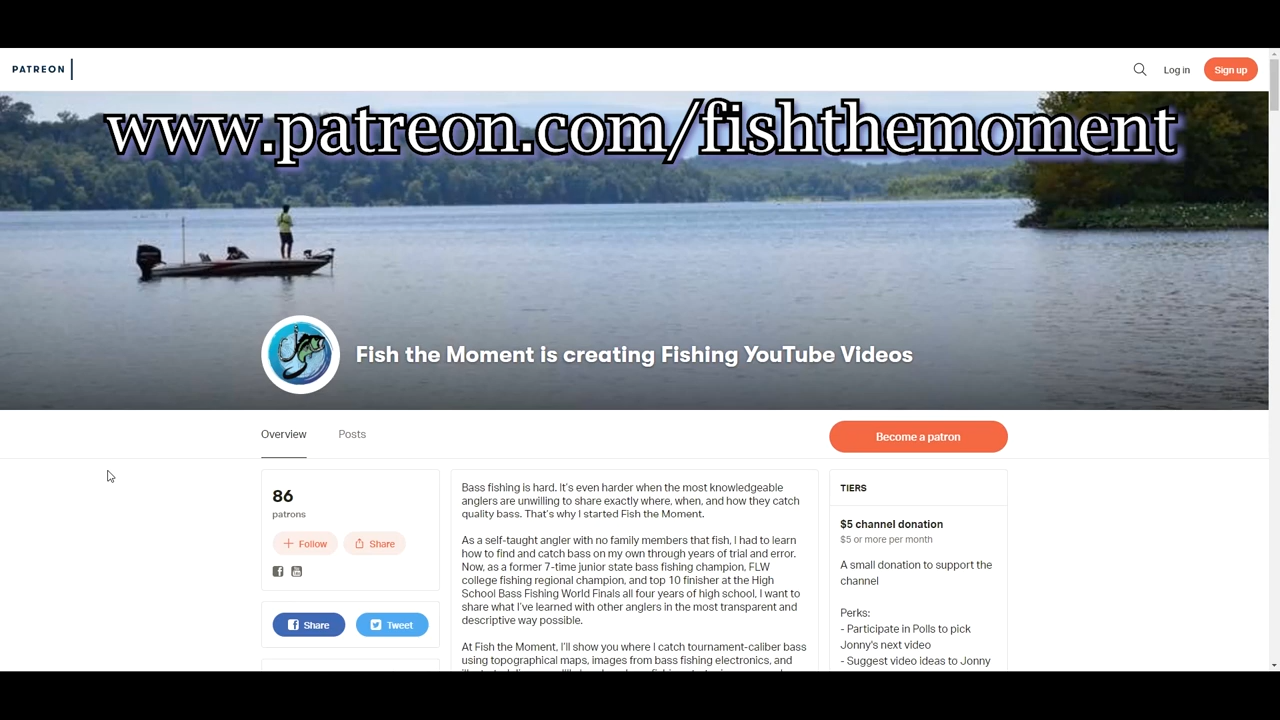 PATREON
Log in
Sign up
www.patreon.com/fishthemoment
Fish the Moment is creating Fishing YouTube Videos
Overview
Posts
Become a patron
86
patrons
Follow
Share
Share
Tweet
Bass fishing is hard. It's even harder when the most knowledgeable
anglers are unwilling to share exactly where, when, and how they catch
quality bass. That's why I started Fish the Moment.
As a self-taught angler with no family members that fish, I had to learn
how to find and catch bass on my own through years of trial and error.
Now, as a former 7-time junior state bass fishing champion, FLW
college fishing regional champion, and top 10 finisher at the High
School Bass Fishing World Finals all four years of high school, I want to
share what I've learned with other anglers in the most transparent and
descriptive way possible.
At Fish the Moment, I'll show you where I catch tournament-caliber bass
using topographical maps, images from bass fishing electronics, and
TIERS
$5 channel donation
$5 or more per month
A small donation to support the
channel
Perks:
- Participate in Polls to pick
Jonny's next video
- Suggest video ideas to Jonny